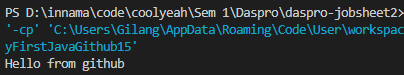 PS D:\innama\code\coolyeah\Sem 1\Daspro\daspro-jobsheet2>
'-cp' 'C:\Users\Gilang\AppData\Roaming\Code\User\workspac
yFirstJavaGithub15'
Hello from github